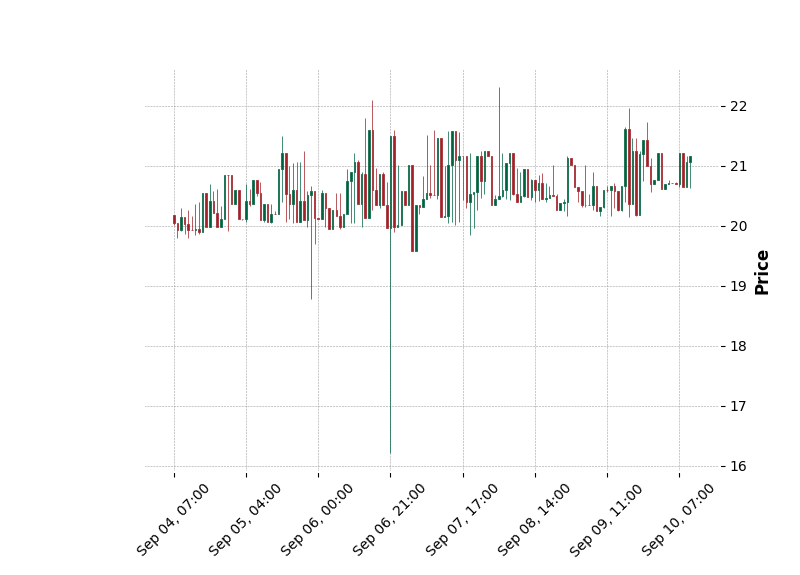 22
21
20
19
18
17
16
Price
Sep 04, 07:00
Sep 05, 04:00
Sep 06, 00:00
Sep 06, 21:00
Sep 07, 17:00
Sep 08, 14:00
Sep 09, 11:00
Sep 10, 07:00